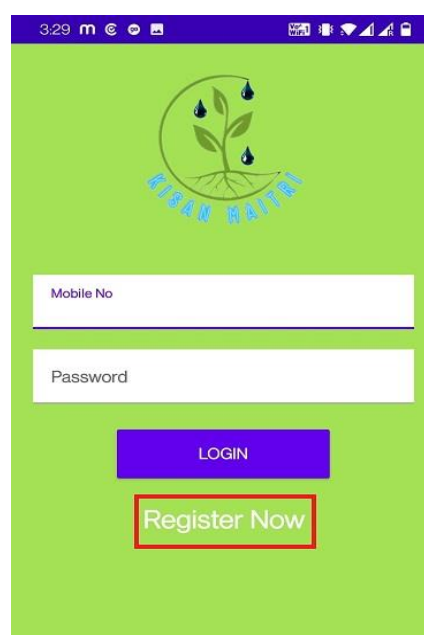 3:29
KISAN MAITRI
Mobile No
Password
LOGIN
Register Now